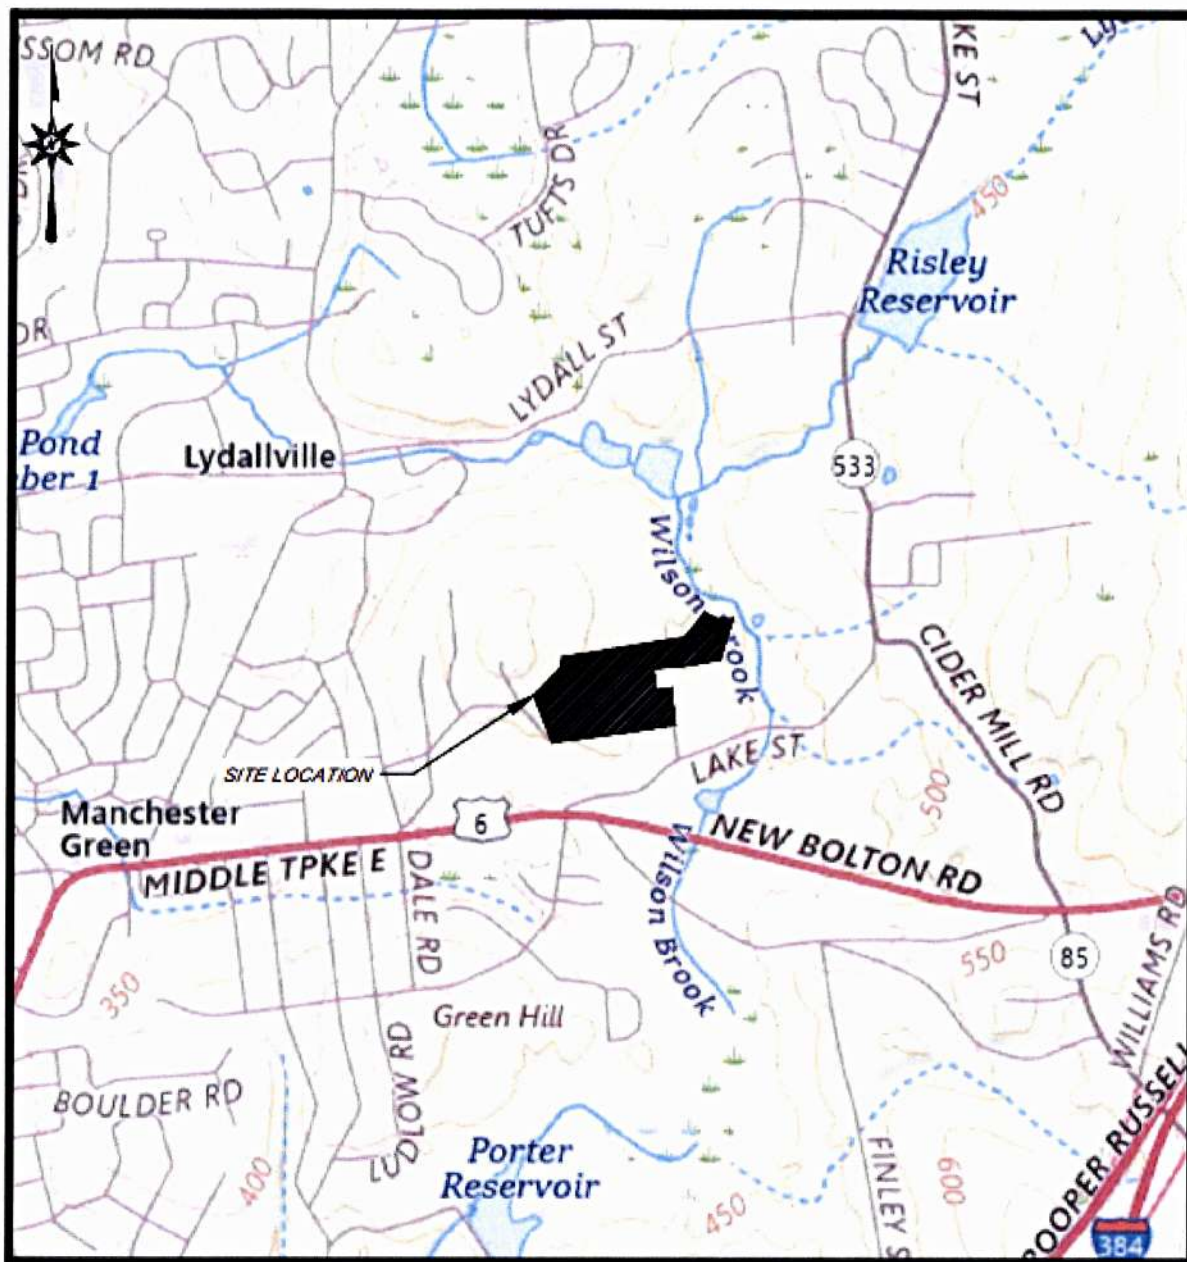 SSOM RD
KE ST
Ly
TUFTS DR
450
Risley
Reservoir
DR
LYDALL ST
Pond
ber 1
Lydallville
533
Wilson Brook
CIDER MILL RD
SITE LOCATION
LAKE ST
500
Manchester
Green
6
MIDDLE TPKE E
NEW BOLTON RD
DALE RD
Wilson Brook
WILLIAMS RD
550
85
350
Green Hill
BOULDER RD
LUDLOW RD
Porter
Reservoir
400
450
FINLEY S
600
OOPER RUSSELL
384